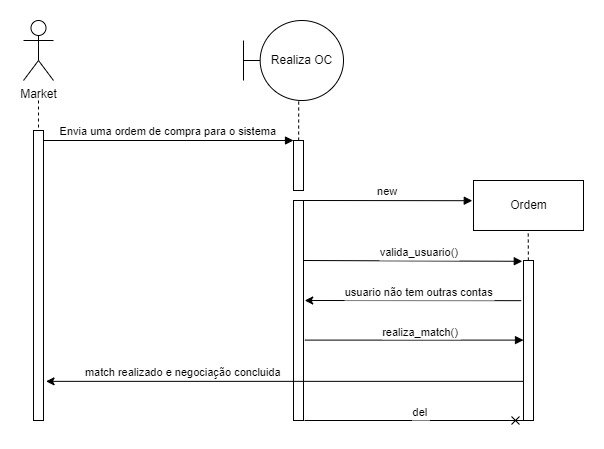 Realiza OC
Market
Envia uma ordem de compra para o sistema
new
Ordem
valida_usuario()
usuario não tem outras contas
realiza_match()
match realizado e negociação concluida
del